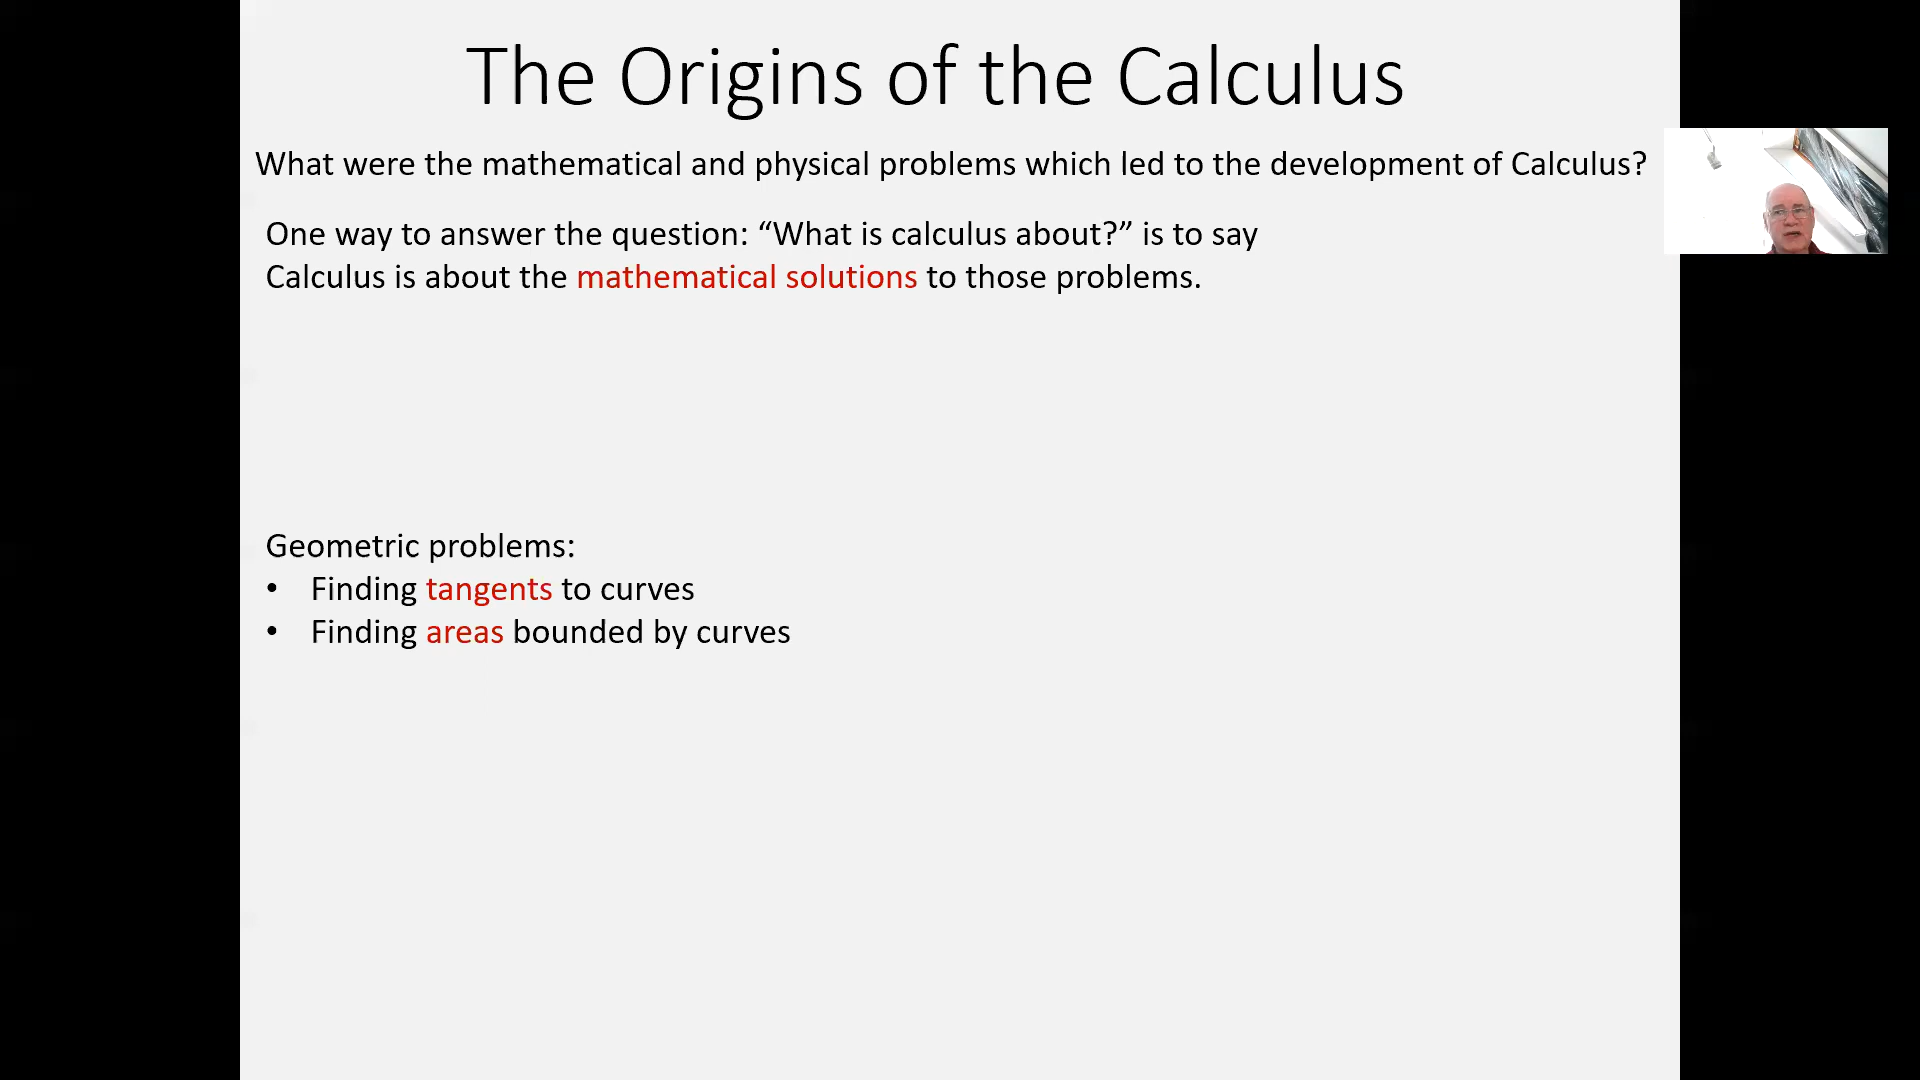 The Origins of the Calculus
What were the mathematical and physical problems which led to the development of Calculus?
One way to answer the question: “What is calculus about?” is to say
Calculus is about the mathematical solutions to those problems.
Geometric problems:
• Finding tangents to curves
• Finding areas bounded by curves